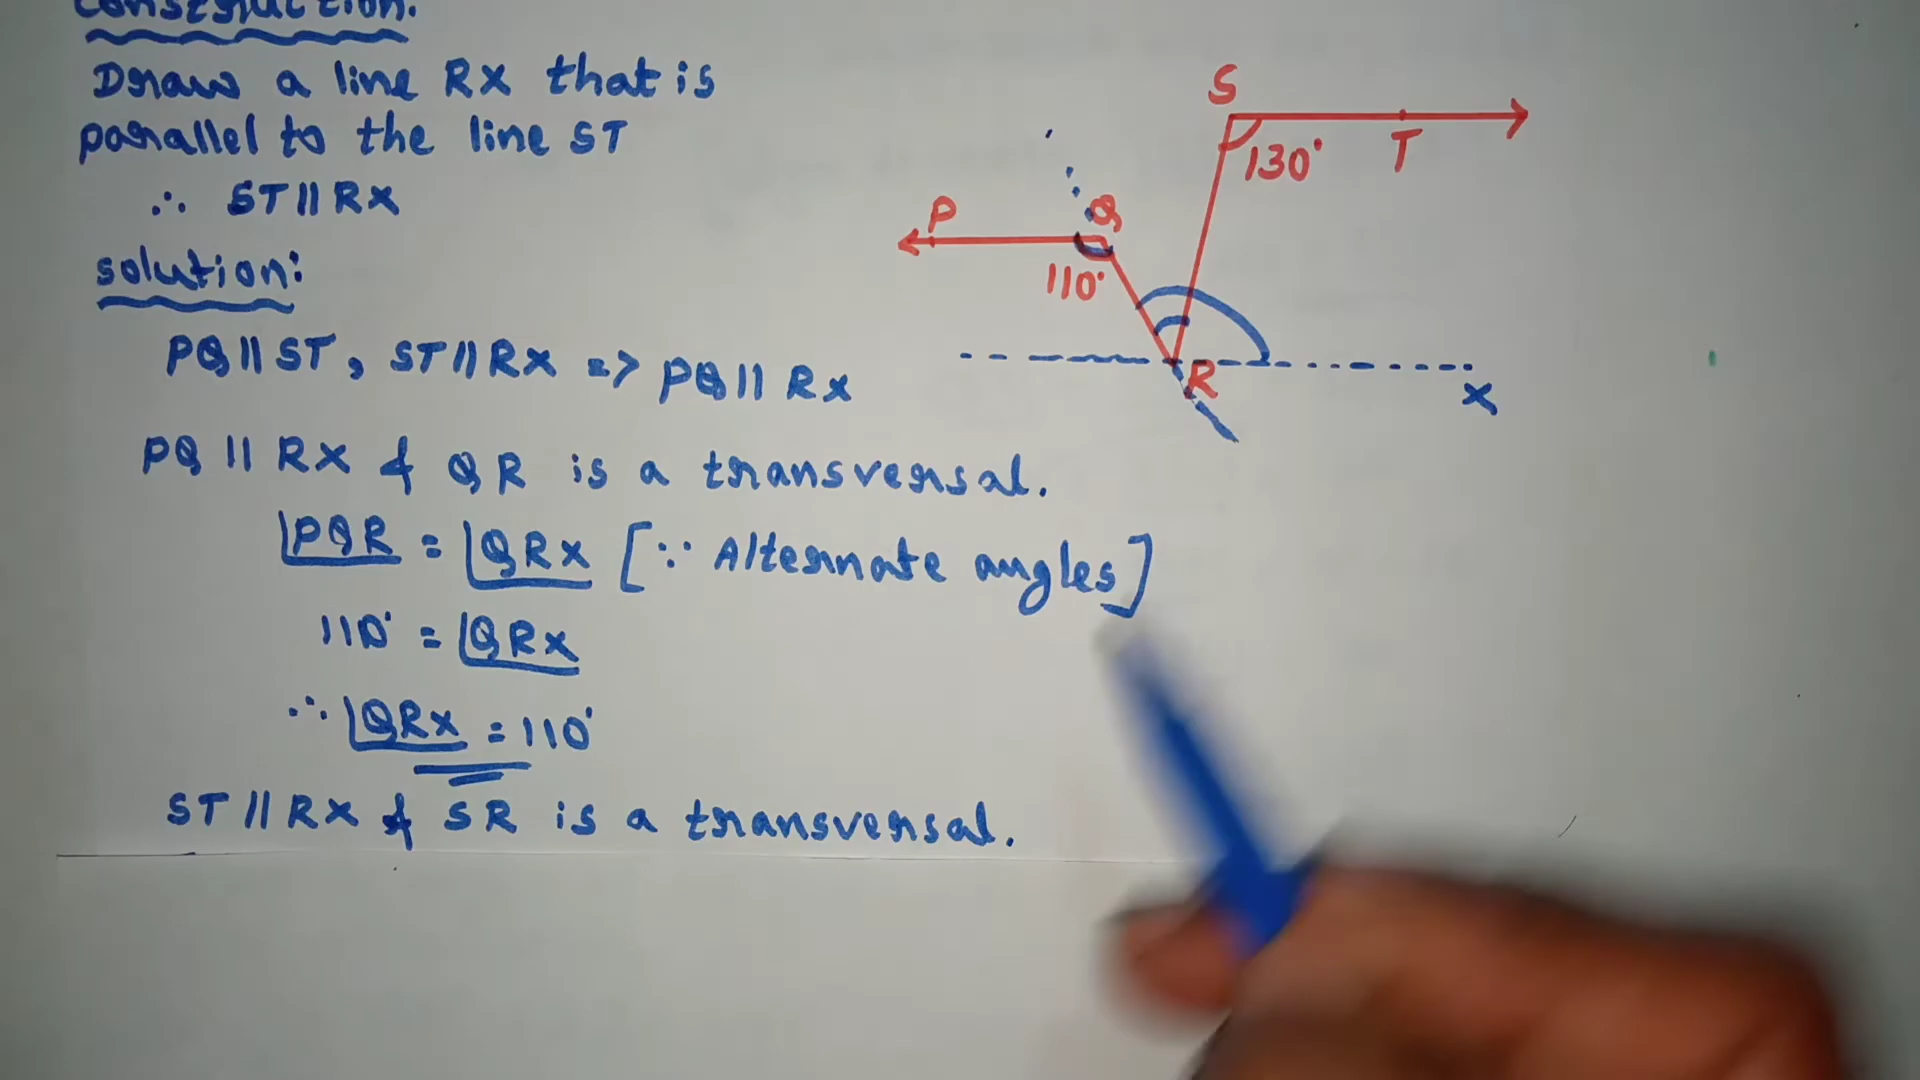 Construction:
Draw a line RX that is
parallel to the line ST
∴ ST || RX
solution:
PQ || ST, ST || RX => PQ || RX
PQ || RX & QR is a transversal.
∠PQR = ∠QRX [∵ Alternate angles]
110° = ∠QRX
∴ ∠QRX = 110°
ST || RX & SR is a transversal.
S
130°
T
P
Q
110°
R
X